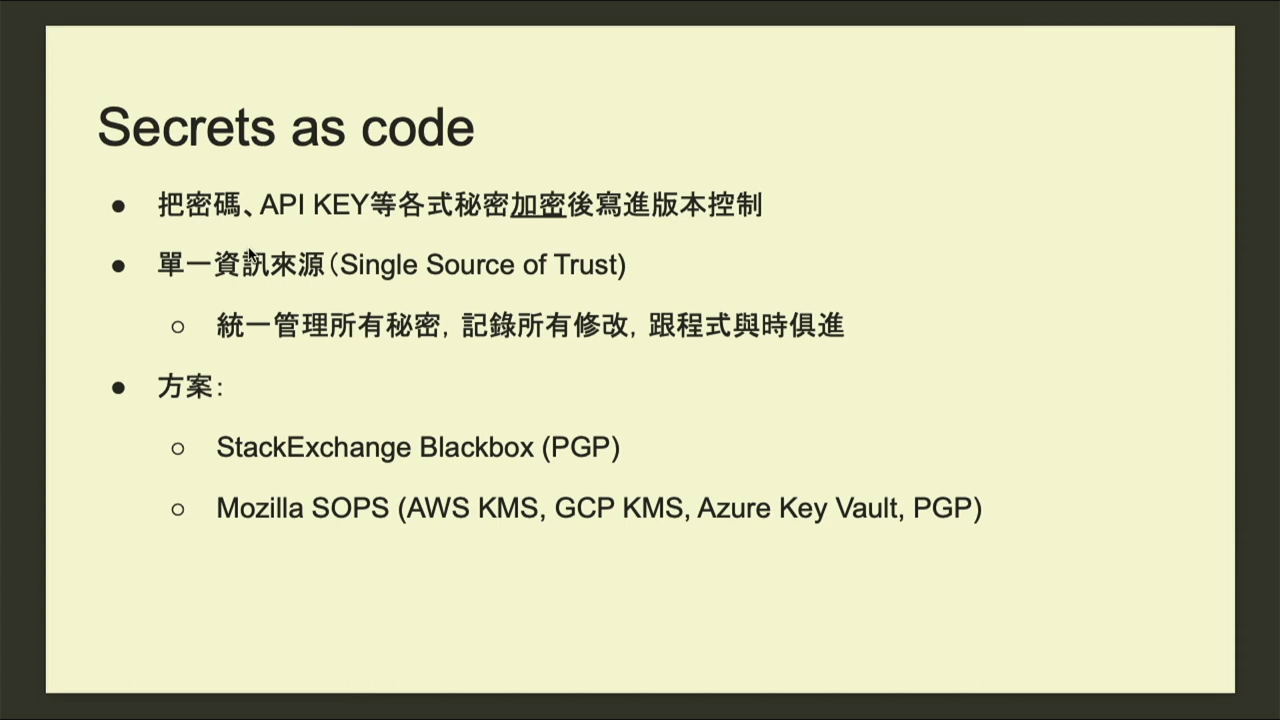 Secrets as code
● 把密碼、API KEY等各式秘密加密後寫進版本控制
● 單一資訊來源（Single Source of Trust）
○ 統一管理所有秘密，記錄所有修改，跟程式與時俱進
● 方案：
○ StackExchange Blackbox (PGP)
○ Mozilla SOPS (AWS KMS, GCP KMS, Azure Key Vault, PGP)